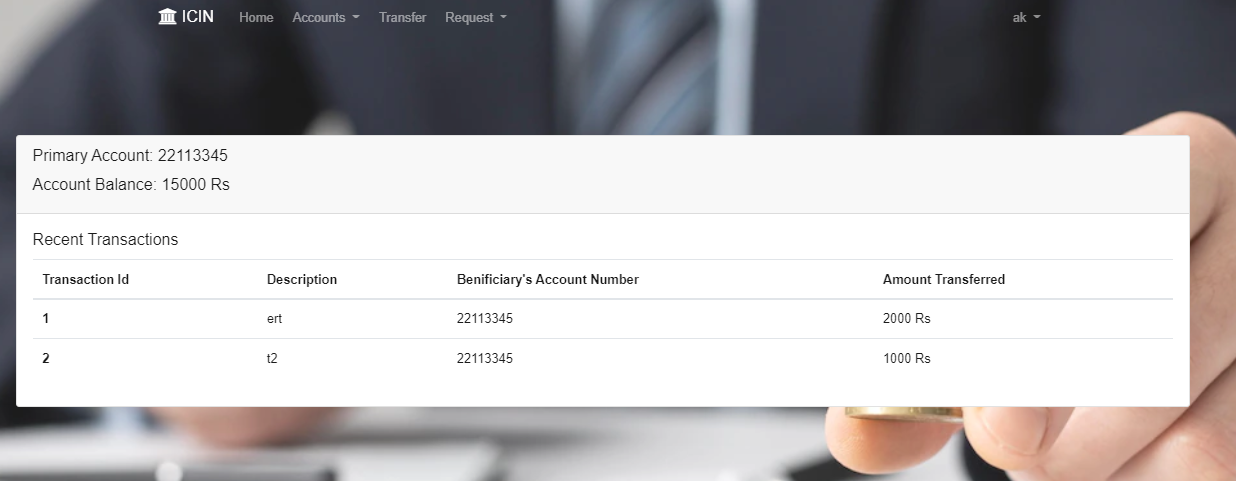 ICIN Home Accounts Transfer Request ak
Primary Account: 22113345
Account Balance: 15000 Rs
Recent Transactions
Transaction Id Description Benificiary's Account Number Amount Transferred
1 ert 22113345 2000 Rs
2 t2 22113345 1000 Rs